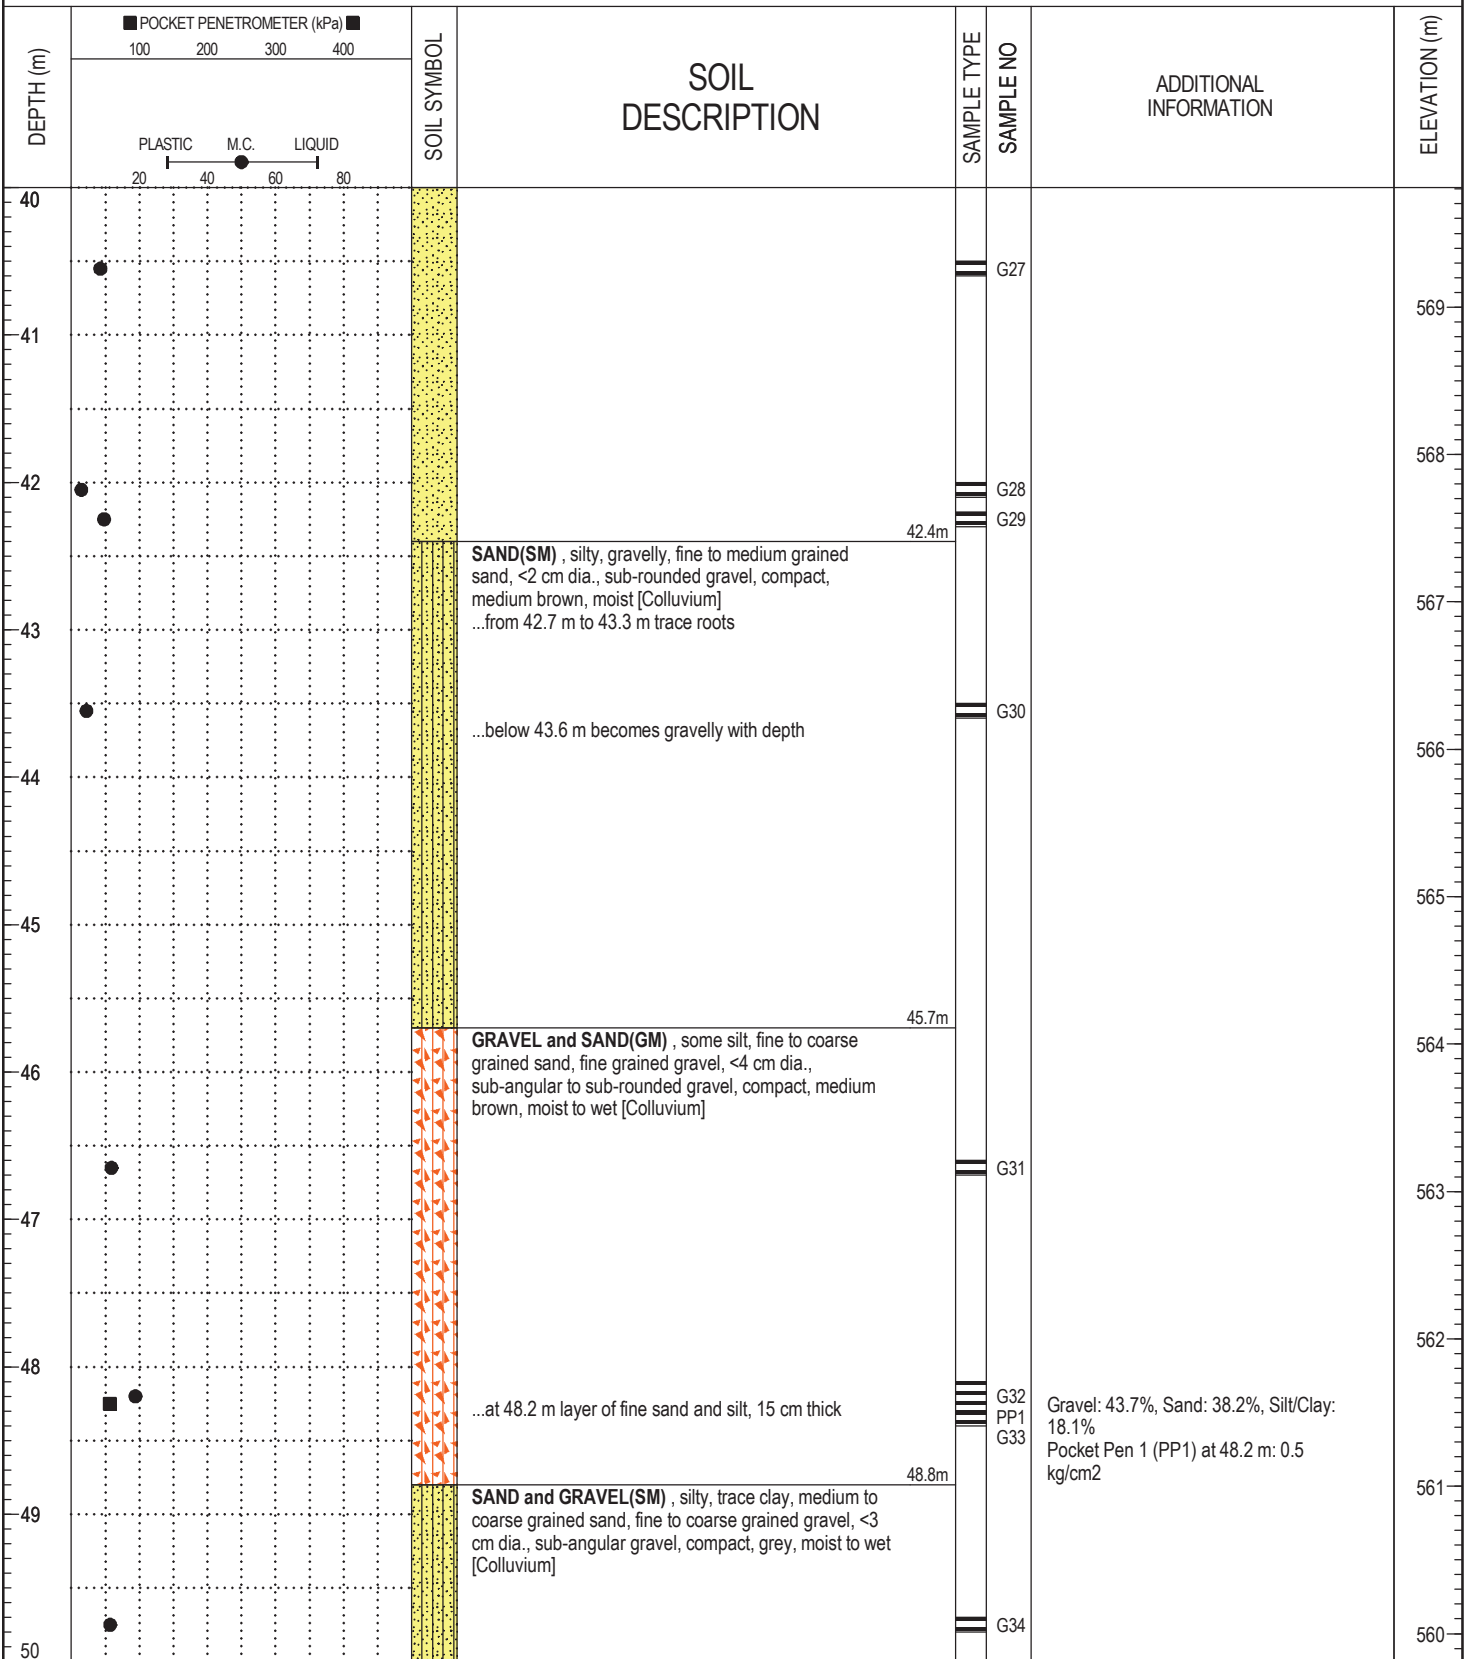 ■ POCKET PENETROMETER (kPa) ■
100 200 300 400
DEPTH (m)
PLASTIC M.C. LIQUID
20 40 60 80
SOIL SYMBOL
SOIL
DESCRIPTION
SAMPLE TYPE
SAMPLE NO
ADDITIONAL
INFORMATION
ELEVATION (m)
40
G27
569
41
568
42
G28
G29
42.4m
SAND(SM) , silty, gravelly, fine to medium grained
sand, <2 cm dia., sub-rounded gravel, compact,
medium brown, moist [Colluvium]
...from 42.7 m to 43.3 m trace roots
567
43
G30
...below 43.6 m becomes gravelly with depth
566
44
565
45
45.7m
GRAVEL and SAND(GM) , some silt, fine to coarse
grained sand, fine grained gravel, <4 cm dia.,
sub-angular to sub-rounded gravel, compact, medium
brown, moist to wet [Colluvium]
564
46
G31
563
47
562
48
...at 48.2 m layer of fine sand and silt, 15 cm thick
G32
PP1
G33
Gravel: 43.7%, Sand: 38.2%, Silt/Clay:
18.1%
Pocket Pen 1 (PP1) at 48.2 m: 0.5
kg/cm2
48.8m
SAND and GRAVEL(SM) , silty, trace clay, medium to
coarse grained sand, fine to coarse grained gravel, <3
cm dia., sub-angular gravel, compact, grey, moist to wet
[Colluvium]
561
49
G34
560
50